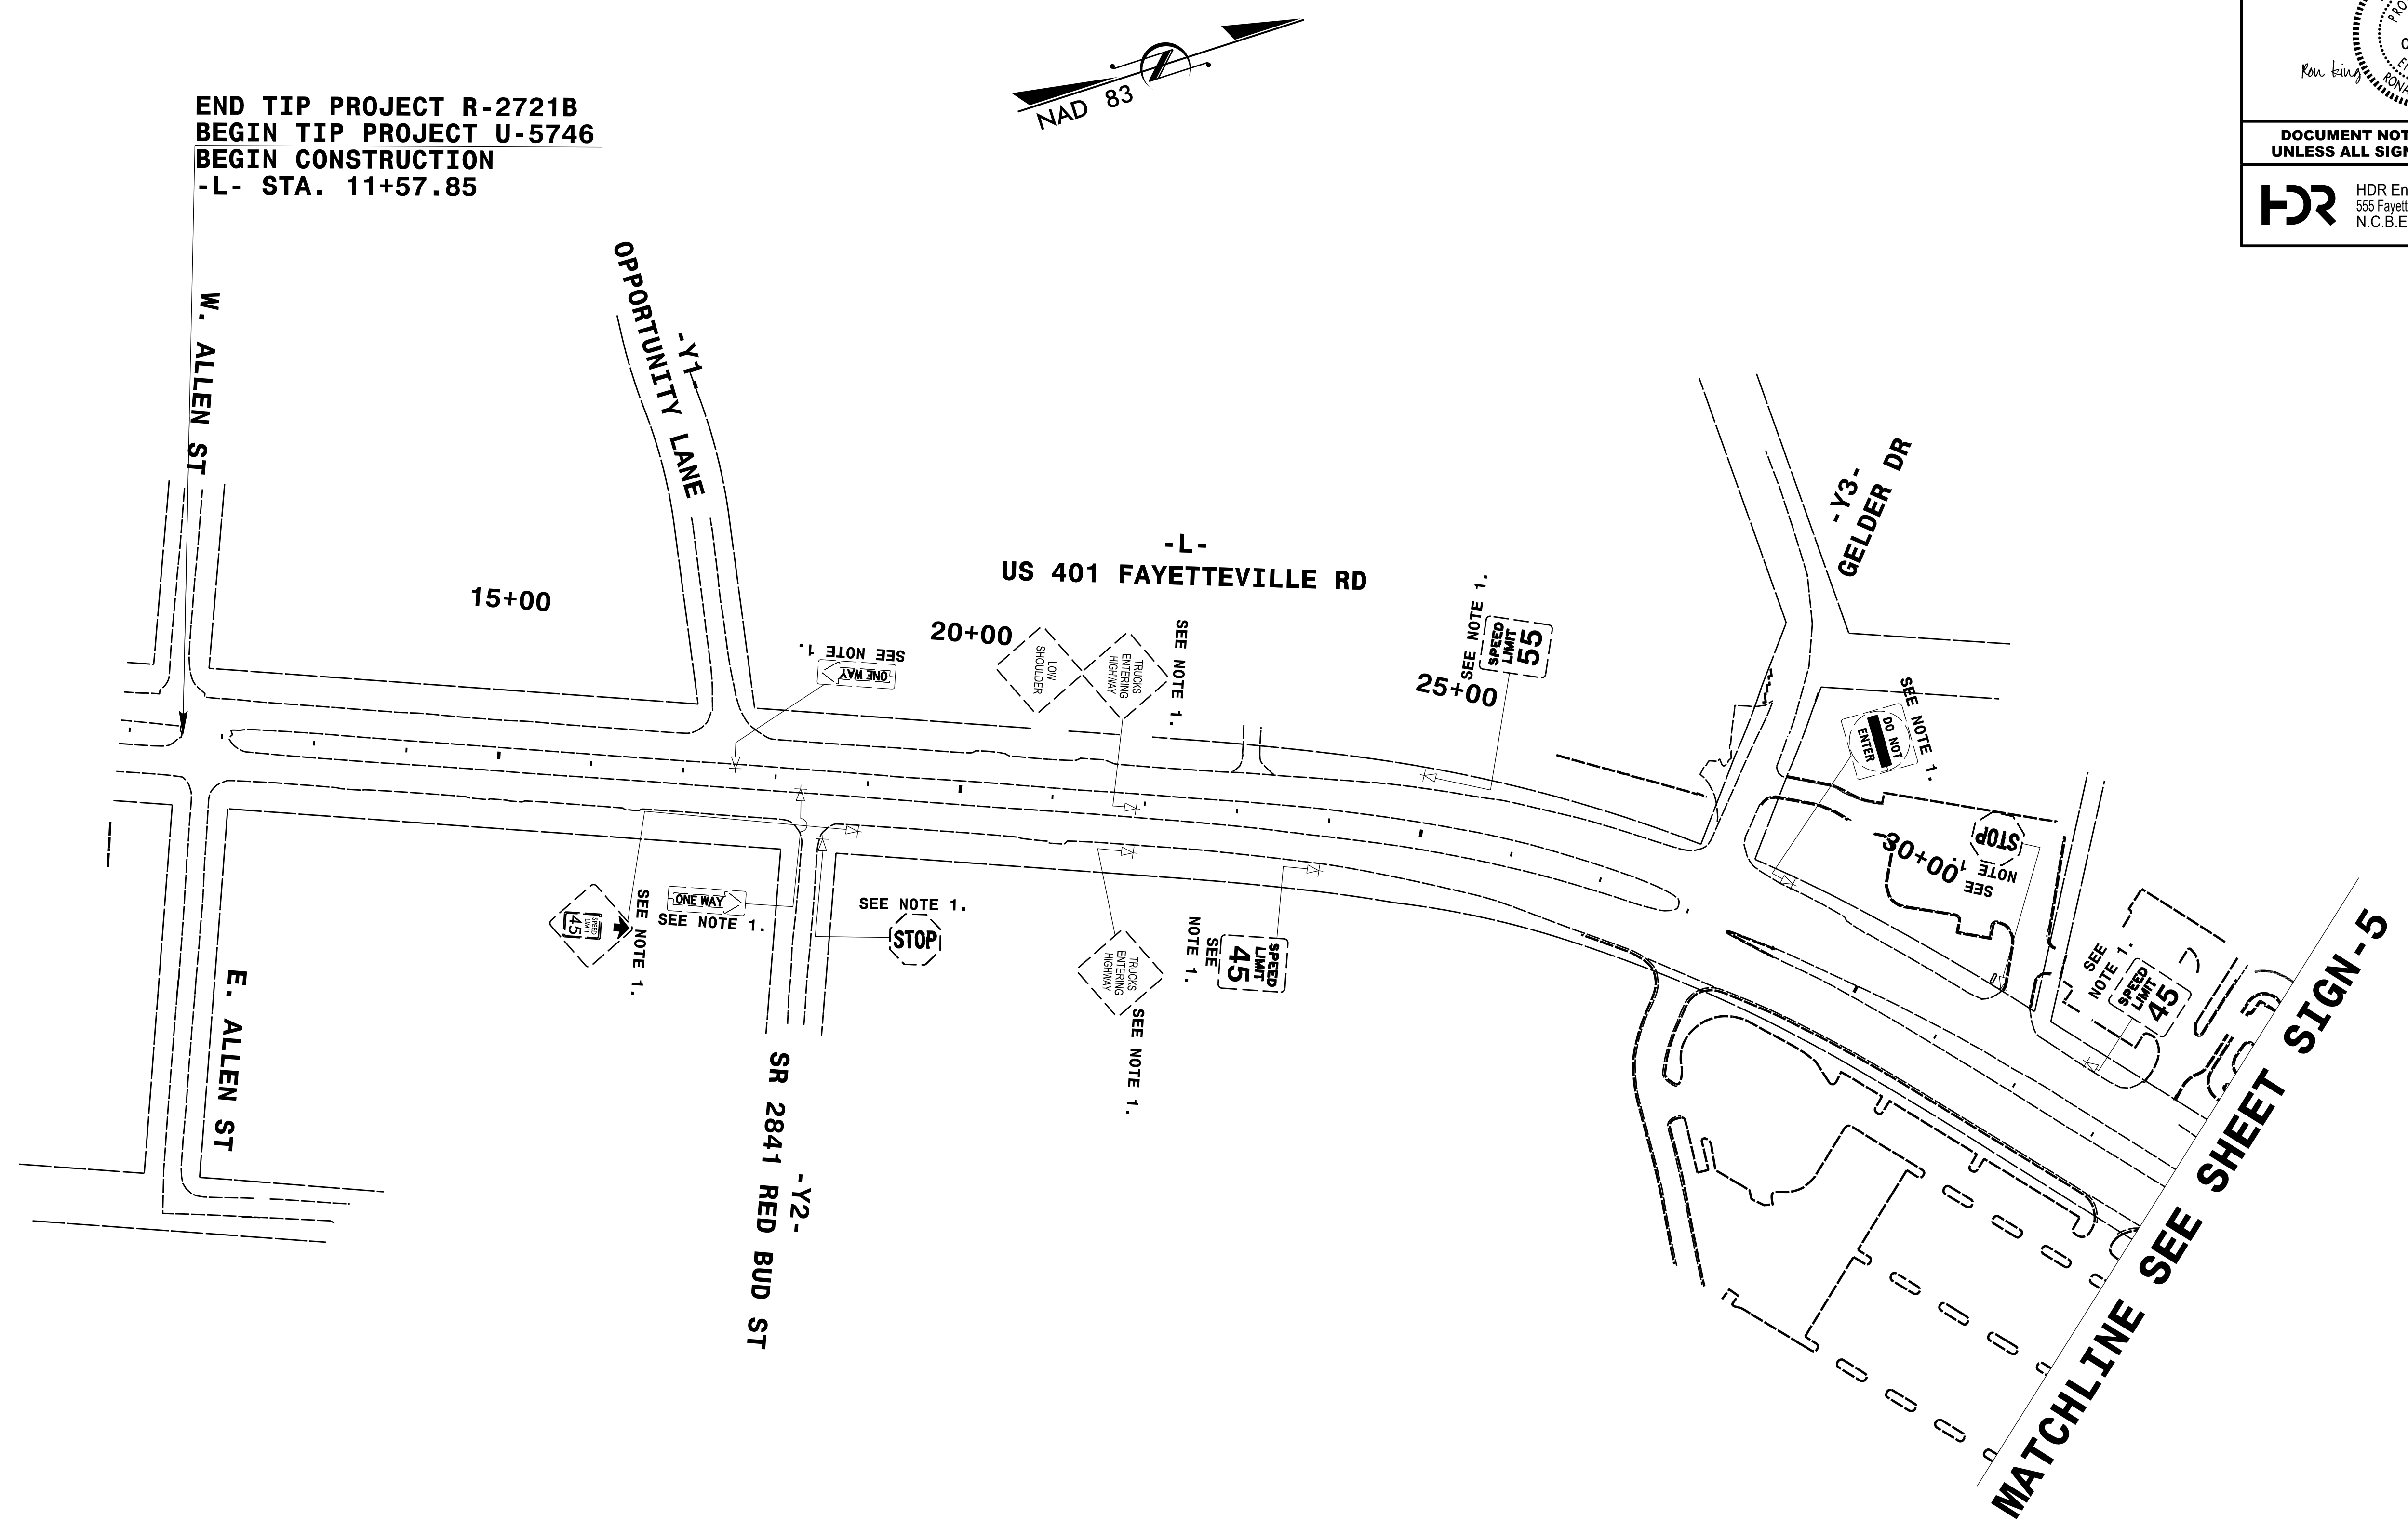 END TIP PROJECT R-2721B
BEGIN TIP PROJECT U-5746
BEGIN CONSTRUCTION
-L- STA. 11+57.85
NAD 83
Ron King
DOCUMENT NOT
UNLESS ALL SIGN
HDR
HDR En
555 Fayett
N.C.B.E
W. ALLEN ST
-Y1-
OPPORTUNITY LANE
-L-
US 401 FAYETTEVILLE RD
-Y3-
GELDER DR
15+00
20+00
25+00
30+00
SEE NOTE 1.
ONE WAY
LOW
SHOULDER
TRUCKS
ENTERING
HIGHWAY
SEE NOTE 1.
SEE NOTE 1.
SPEED
LIMIT
55
SEE NOTE 1.
DO NOT
ENTER
STOP
SEE
NOTE 1.
SEE
NOTE 1.
SPEED
LIMIT
45
SPEED
LIMIT
45
SEE NOTE 1.
ONE WAY
SEE NOTE 1.
SEE NOTE 1.
STOP
TRUCKS
ENTERING
HIGHWAY
SEE NOTE 1.
SEE
NOTE 1.
SPEED
LIMIT
45
E. ALLEN ST
-Y2-
SR 2841 RED BUD ST
MATCHLINE SEE SHEET SIGN-5